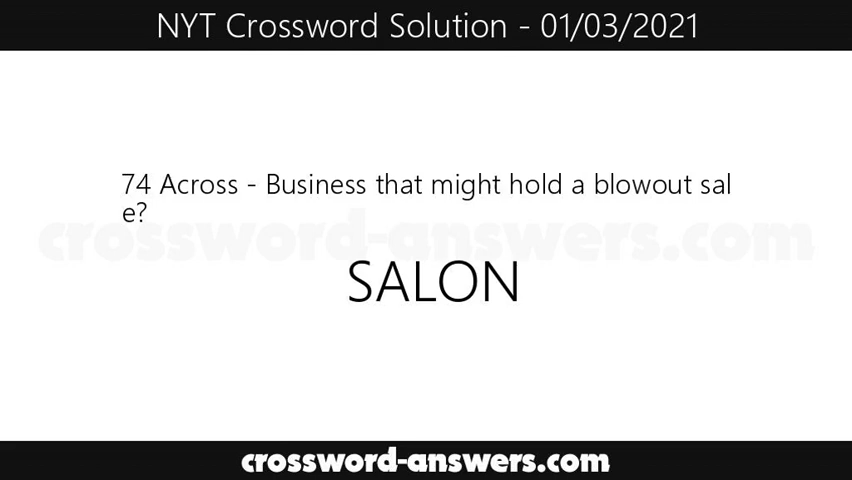 NYT Crossword Solution - 01/03/2021
74 Across - Business that might hold a blowout sal
e?
crossword-answers.com
SALON
crossword-answers.com